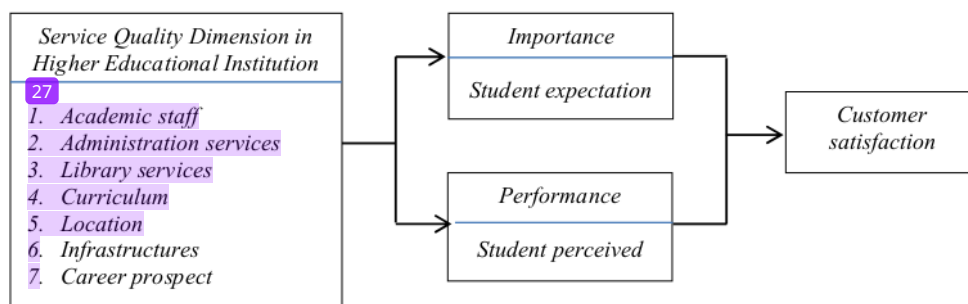 Service Quality Dimension in
Higher Educational Institution
27
1. Academic staff
2. Administration services
3. Library services
4. Curriculum
5. Location
6. Infrastructures
7. Career prospect
Importance
Student expectation
Performance
Student perceived
Customer
satisfaction